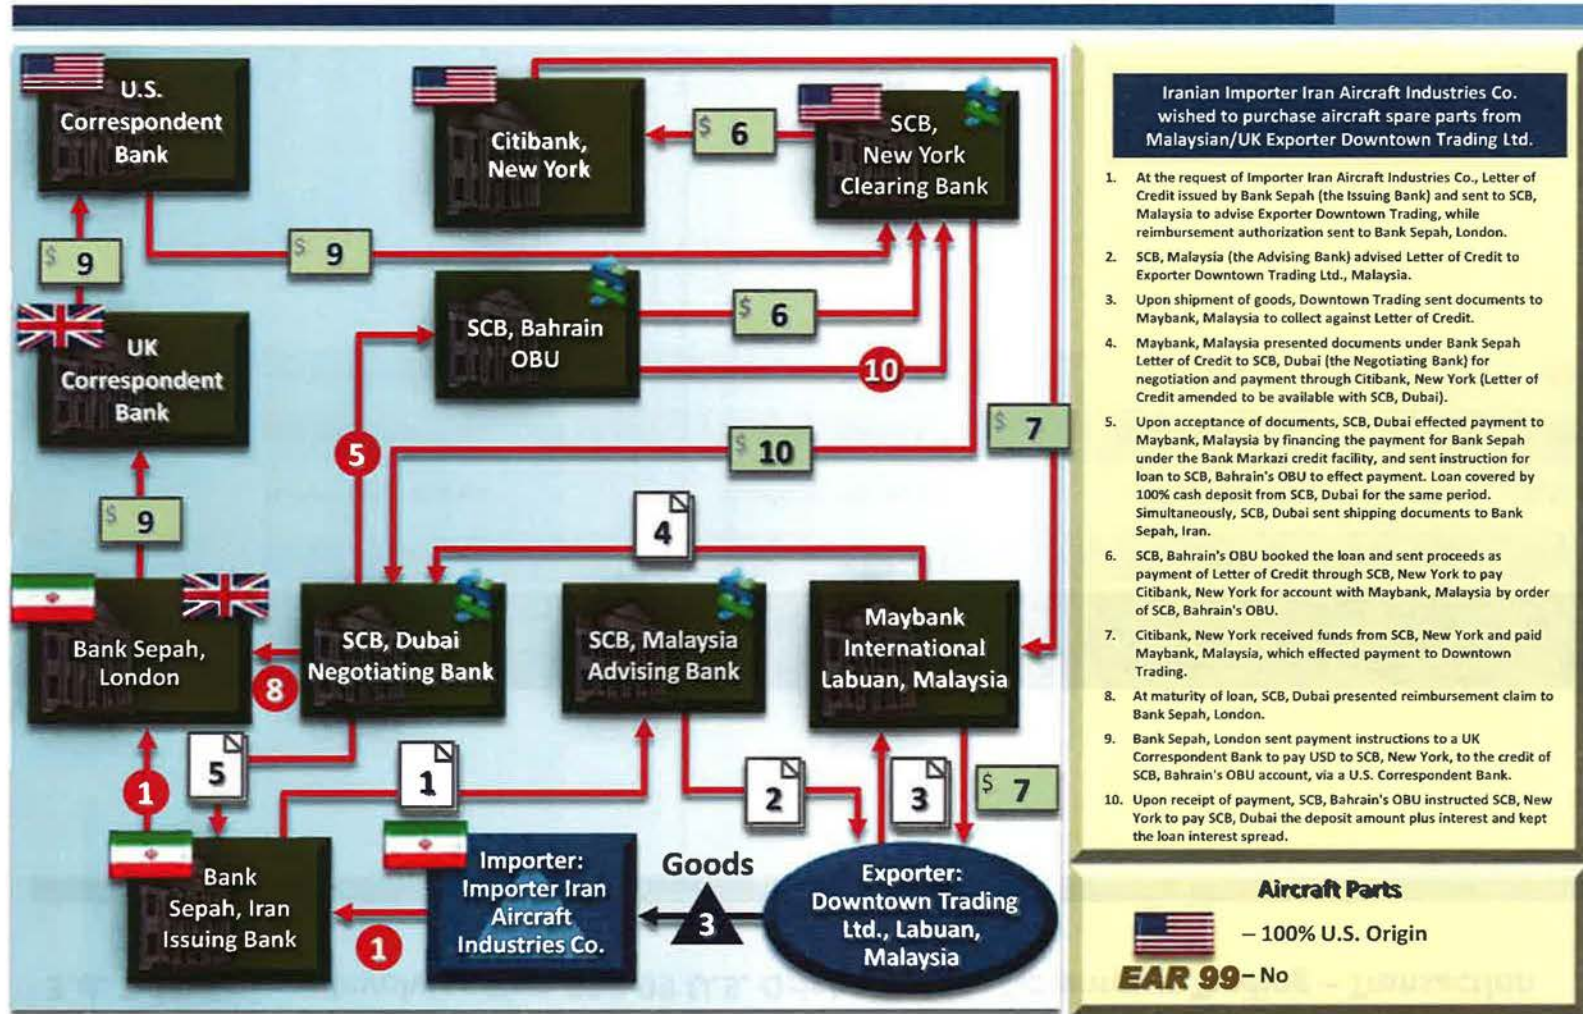 U.S.
Correspondent
Bank
Citibank,
New York
$ 6
SCB,
New York
Clearing Bank
$ 9
$ 9
SCB, Bahrain
OBU
$ 6
10
UK
Correspondent
Bank
5
$ 10
$ 7
$ 9
4
Bank Sepah,
London
8
SCB, Dubai
Negotiating Bank
SCB, Malaysia
Advising Bank
Maybank
International
Labuan, Malaysia
1
5
1
2
3
$ 7
Bank
Sepah, Iran
Issuing Bank
1
Importer:
Importer Iran
Aircraft
Industries Co.
Goods
3
Exporter:
Downtown Trading
Ltd., Labuan,
Malaysia
Iranian Importer Iran Aircraft Industries Co.
wished to purchase aircraft spare parts from
Malaysian/UK Exporter Downtown Trading Ltd.
1. At the request of Importer Iran Aircraft Industries Co., Letter of
Credit issued by Bank Sepah (the Issuing Bank) and sent to SCB,
Malaysia to advise Exporter Downtown Trading, while
reimbursement authorization sent to Bank Sepah, London.
2. SCB, Malaysia (the Advising Bank) advised Letter of Credit to
Exporter Downtown Trading Ltd., Malaysia.
3. Upon shipment of goods, Downtown Trading sent documents to
Maybank, Malaysia to collect against Letter of Credit.
4. Maybank, Malaysia presented documents under Bank Sepah
Letter of Credit to SCB, Dubai (the Negotiating Bank) for
negotiation and payment through Citibank, New York (Letter of
Credit amended to be available with SCB, Dubai).
5. Upon acceptance of documents, SCB, Dubai effected payment to
Maybank, Malaysia by financing the payment for Bank Sepah
under the Bank Markazi credit facility, and sent instruction for
loan to SCB, Bahrain's OBU to effect payment. Loan covered by
100% cash deposit from SCB, Dubai for the same period.
Simultaneously, SCB, Dubai sent shipping documents to Bank
Sepah, Iran.
6. SCB, Bahrain's OBU booked the loan and sent proceeds as
payment of Letter of Credit through SCB, New York to pay
Citibank, New York for account with Maybank, Malaysia by order
of SCB, Bahrain's OBU.
7. Citibank, New York received funds from SCB, New York and paid
Maybank, Malaysia, which effected payment to Downtown
Trading.
8. At maturity of loan, SCB, Dubai presented reimbursement claim to
Bank Sepah, London.
9. Bank Sepah, London sent payment instructions to a UK
Correspondent Bank to pay USD to SCB, New York, to the credit of
SCB, Bahrain's OBU account, via a U.S. Correspondent Bank.
10. Upon receipt of payment, SCB, Bahrain's OBU instructed SCB, New
York to pay SCB, Dubai the deposit amount plus interest and kept
the loan interest spread.
Aircraft Parts
– 100% U.S. Origin
EAR 99 – No